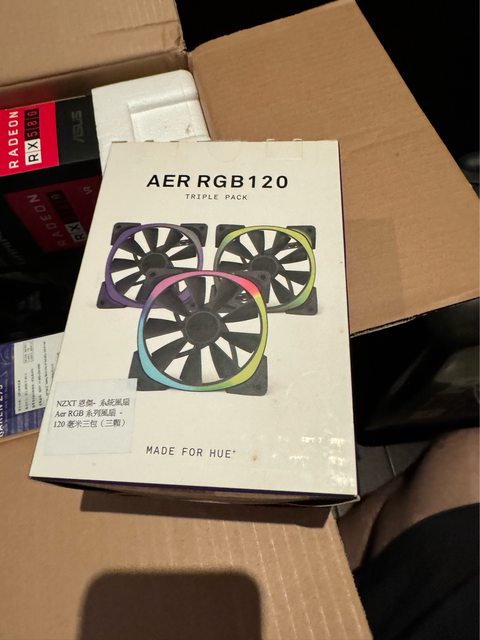 AER RGB120
TRIPLE PACK
NZXT 恩傑- 系統風扇
Aer RGB 系列風扇 -
120 毫米三包（三顆）
MADE FOR HUE+
RADEON
RX 580
ASUS
RADEON